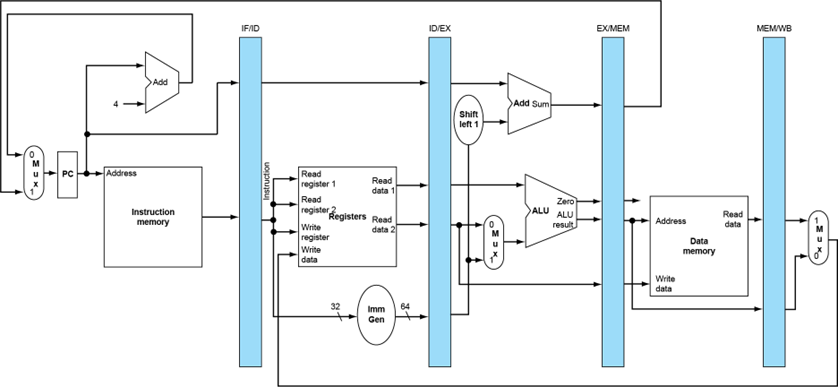 IF/ID
ID/EX
EX/MEM
MEM/WB
Add
4
Add Sum
Shift
left 1
0
M
u
x
1
PC
Address
Instruction
memory
Instruction
Read
register 1
Read
register 2
Registers
Write
register
Write
data
Read
data 1
Read
data 2
0
M
u
x
1
Zero
ALU
ALU
result
Address
Read
data
Data
memory
Write
data
1
M
u
x
0
32
Imm
Gen
64